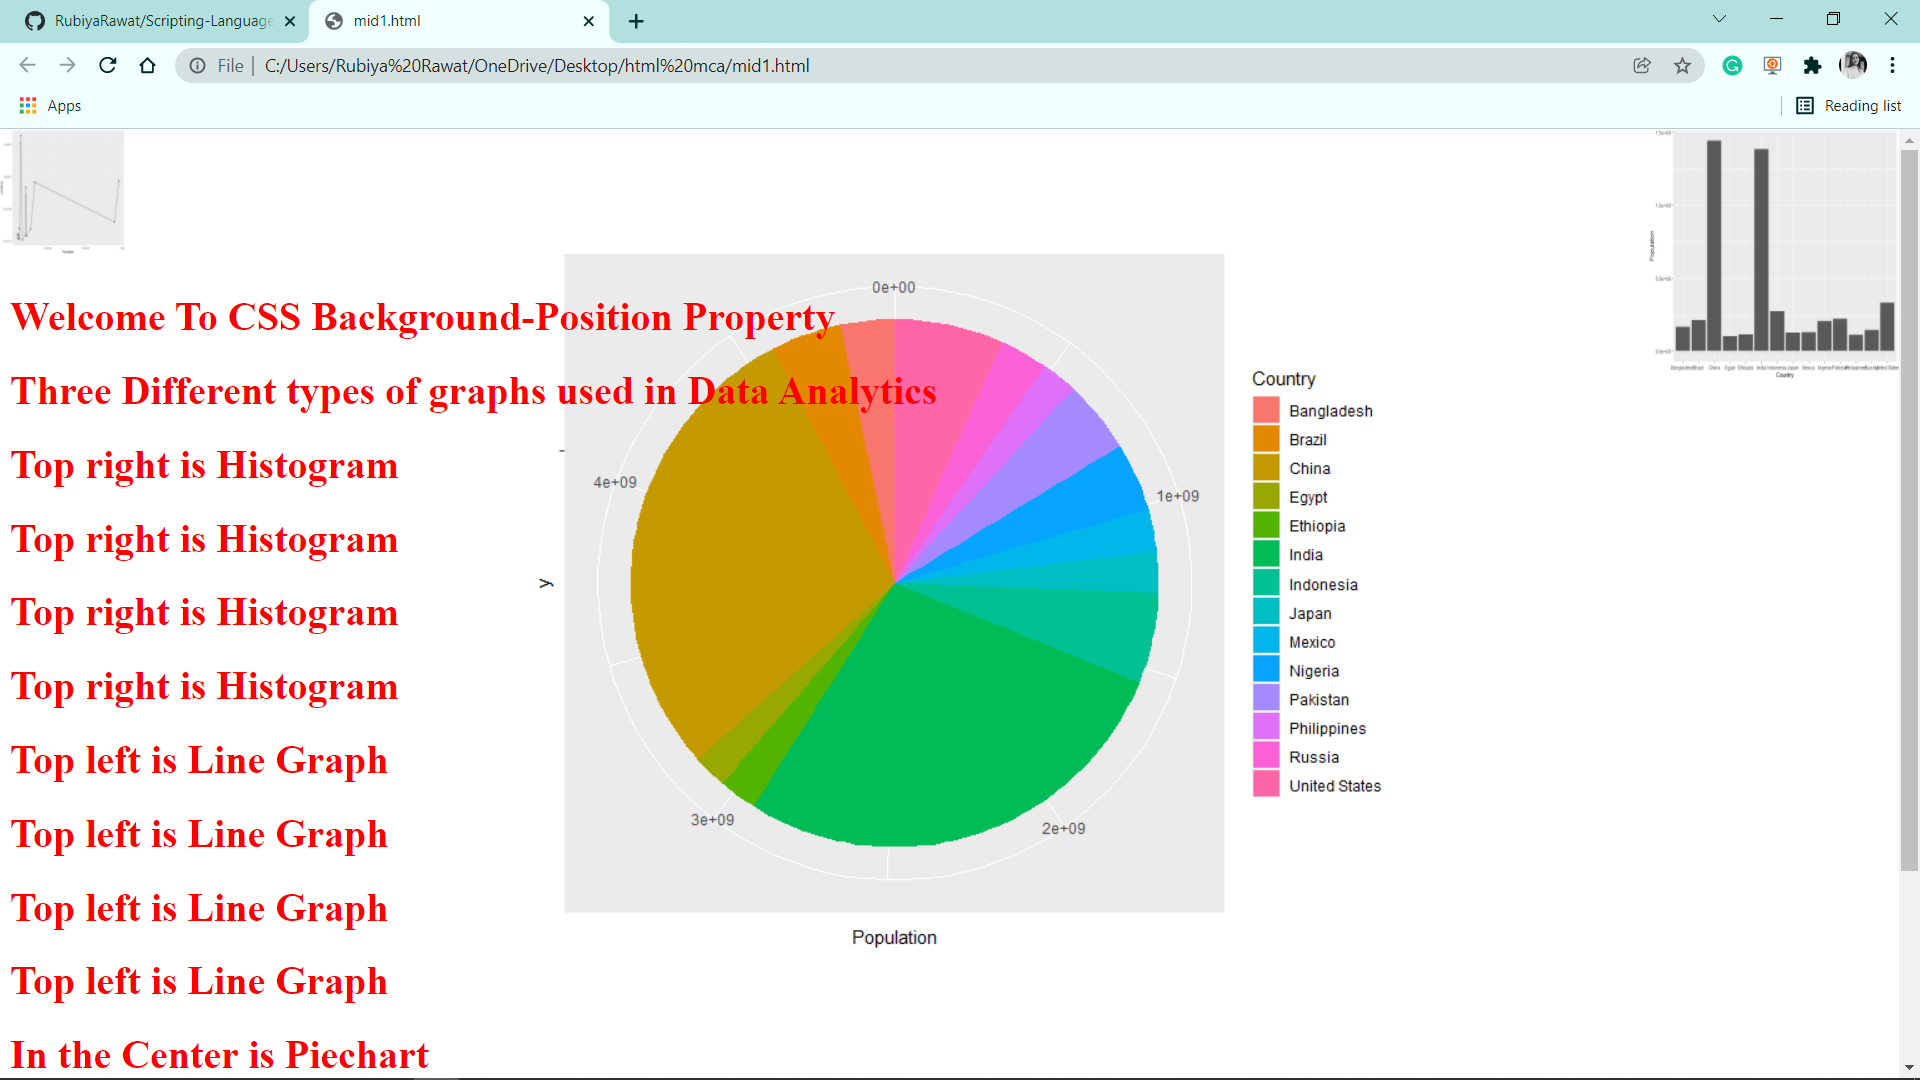 RubiyaRawat/Scripting-Language
mid1.html
File
C:/Users/Rubiya%20Rawat/OneDrive/Desktop/html%20mca/mid1.html
Apps
Reading list
Welcome To CSS Background-Position Property
Three Different types of graphs used in Data Analytics
Top right is Histogram
Top right is Histogram
Top right is Histogram
Top right is Histogram
Top left is Line Graph
Top left is Line Graph
Top left is Line Graph
Top left is Line Graph
In the Center is Piechart
0e+00
1e+09
2e+09
3e+09
4e+09
y
Population
Country
Bangladesh
Brazil
China
Egypt
Ethiopia
India
Indonesia
Japan
Mexico
Nigeria
Pakistan
Philippines
Russia
United States
Population
Country